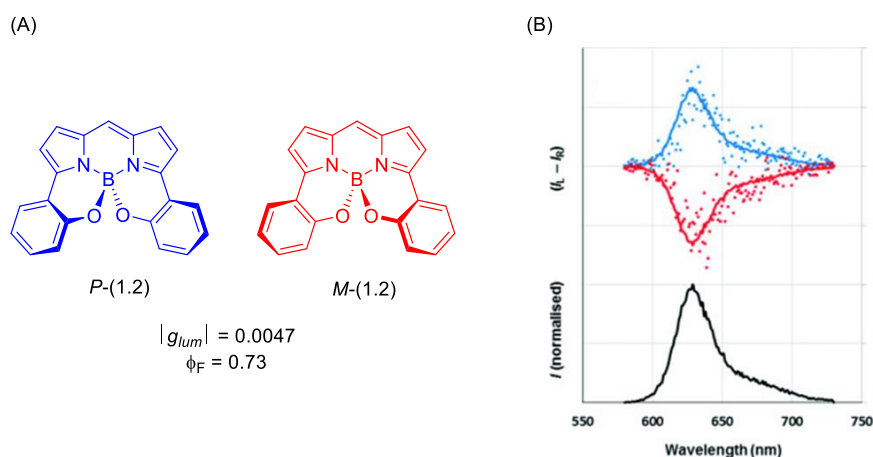 (A)
(B)
N
B
N
O
O
N
B
N
O
O
P-(1.2)
M-(1.2)
|g_lum| = 0.0047
ϕF = 0.73
(IL – IR)
I (normalised)
550
600
650
700
750
Wavelength (nm)